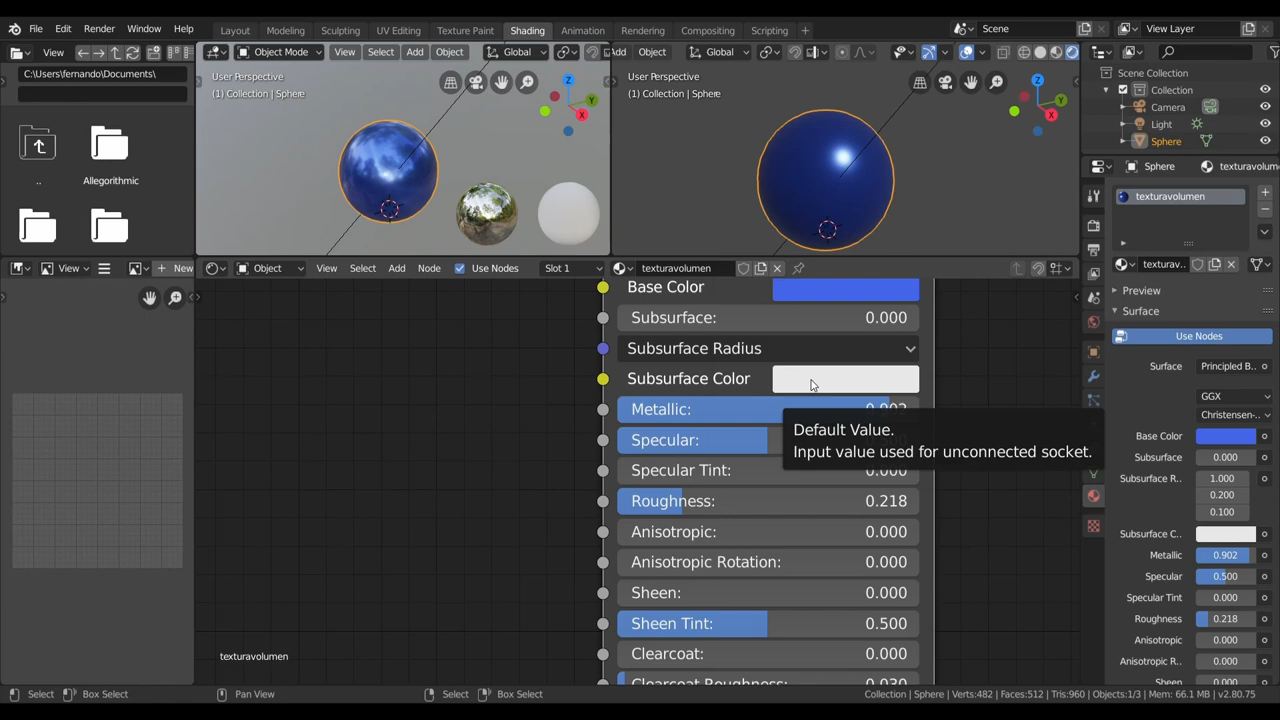 File Edit Render Window Help
Layout Modeling Sculpting UV Editing Texture Paint Shading Animation Rendering Compositing Scripting +
Scene View Layer
View Object Mode View Select Add Object Global
Add Object Global
C:\Users\fernando\Documents\
..
Allegorithmic
User Perspective
(1) Collection | Sphere
Z
Y
X
User Perspective
(1) Collection | Sphere
Z
Y
X
Scene Collection
Collection
Camera
Light
Sphere
Sphere texturavolumen
texturavolumen
texturav..
Preview
Surface
Use Nodes
Surface Principled B..
GGX
Christensen-..
Base Color
Subsurface 0.000
Subsurface R.. 1.000
0.200
0.100
Subsurface C..
Metallic 0.902
Specular 0.500
Specular Tint 0.000
Roughness 0.218
Anisotropic 0.000
Anisotropic R.. 0.000
View New
Object View Select Add Node Use Nodes Slot 1 texturavolumen
Base Color
Subsurface: 0.000
Subsurface Radius
Subsurface Color
Metallic: 0.902
Specular:
Specular Tint: 0.000
Roughness: 0.218
Anisotropic: 0.000
Anisotropic Rotation: 0.000
Sheen: 0.000
Sheen Tint: 0.500
Clearcoat: 0.000
Clearcoat Roughness: 0.030
Default Value.
Input value used for unconnected socket.
texturavolumen
Select Box Select Pan View Select Box Select
Collection | Sphere | Verts:482 | Faces:512 | Tris:960 | Objects:1/3 | Mem: 66.1 MB | v2.80.75